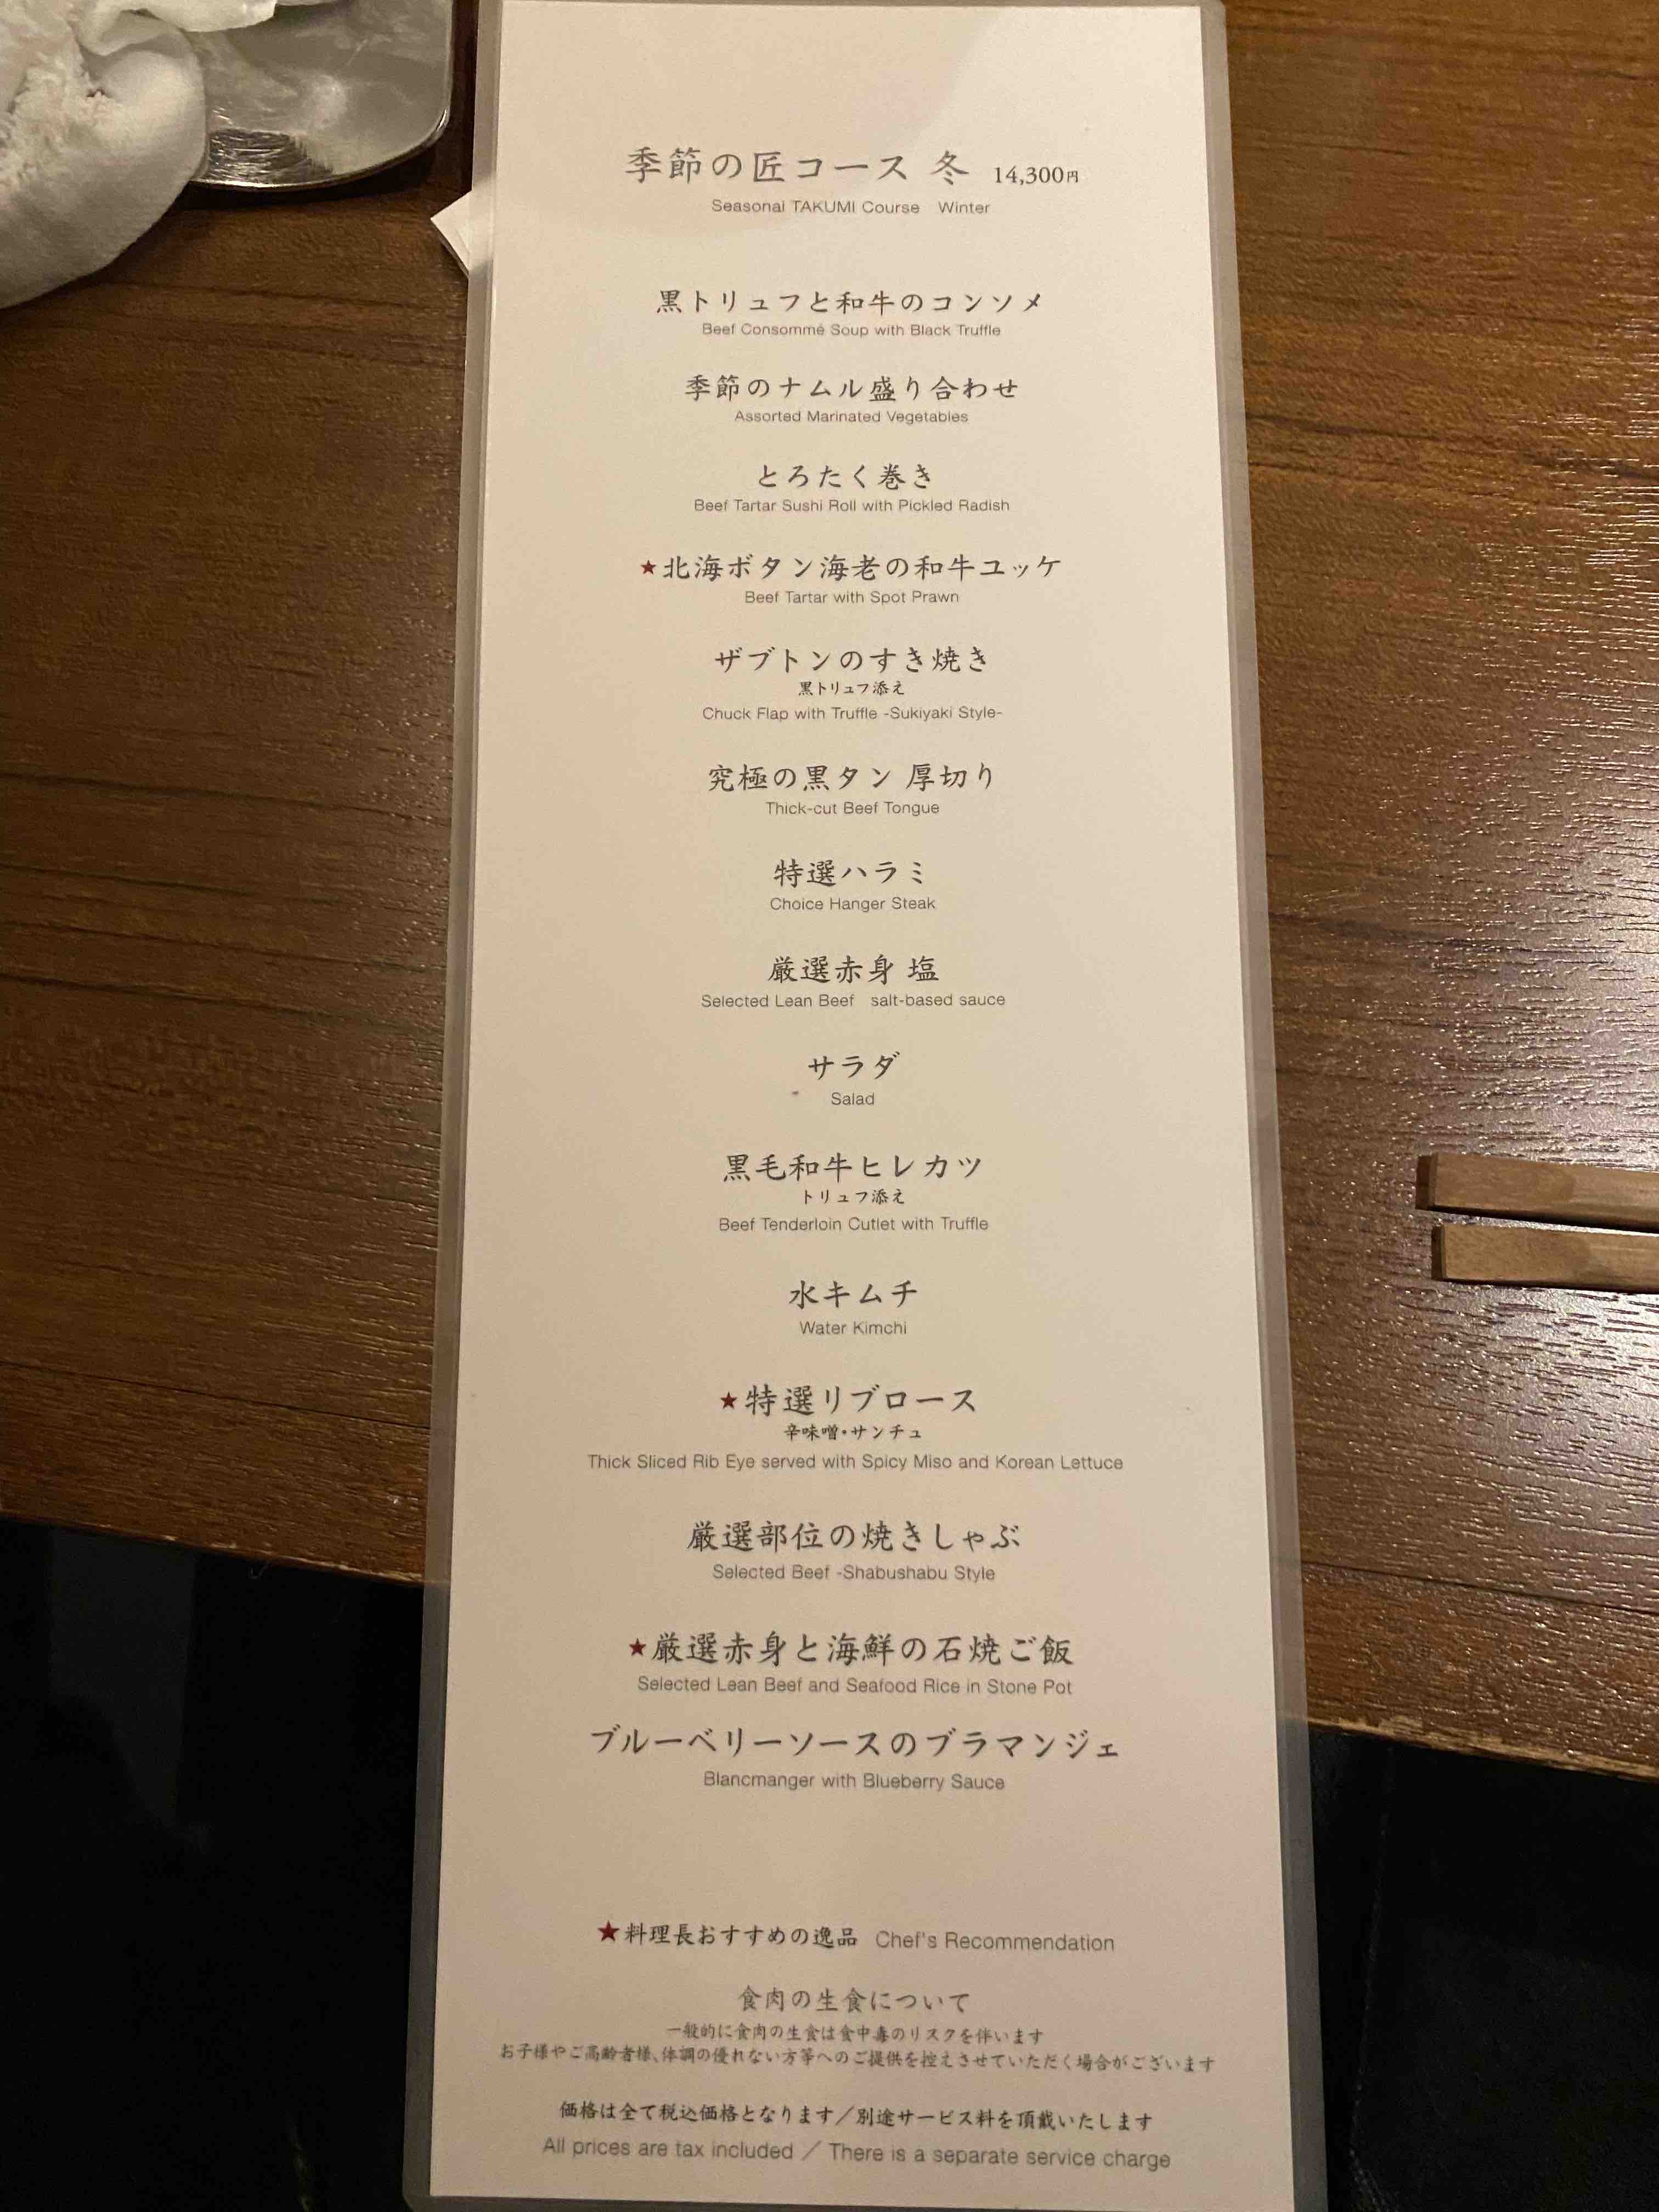 季節の匠コース 冬 14,300円
Seasonal TAKUMI Course Winter
黒トリュフと和牛のコンソメ
Beef Consommé Soup with Black Truffle
季節のナムル盛り合わせ
Assorted Marinated Vegetables
とろたく巻き
Beef Tartar Sushi Roll with Pickled Radish
★北海ボタン海老の和牛ユッケ
Beef Tartar with Spot Prawn
ザブトンのすき焼き
黒トリュフ添え
Chuck Flap with Truffle -Sukiyaki Style-
究極の黒タン 厚切り
Thick-cut Beef Tongue
特選ハラミ
Choice Hanger Steak
厳選赤身 塩
Selected Lean Beef salt-based sauce
サラダ
Salad
黒毛和牛ヒレカツ
トリュフ添え
Beef Tenderloin Cutlet with Truffle
水キムチ
Water Kimchi
★特選リブロース
辛味噌・サンチュ
Thick Sliced Rib Eye served with Spicy Miso and Korean Lettuce
厳選部位の焼きしゃぶ
Selected Beef -Shabushabu Style
★厳選赤身と海鮮の石焼ご飯
Selected Lean Beef and Seafood Rice in Stone Pot
ブルーベリーソースのブラマンジェ
Blancmanger with Blueberry Sauce
★料理長おすすめの逸品 Chef's Recommendation
食肉の生食について
一般的に食肉の生食は食中毒のリスクを伴います
お子様やご高齢者様、体調の優れない方等へのご提供を控えさせていただく場合がございます
価格は全て税込価格となります／別途サービス料を頂戴いたします
All prices are tax included ／ There is a separate service charge